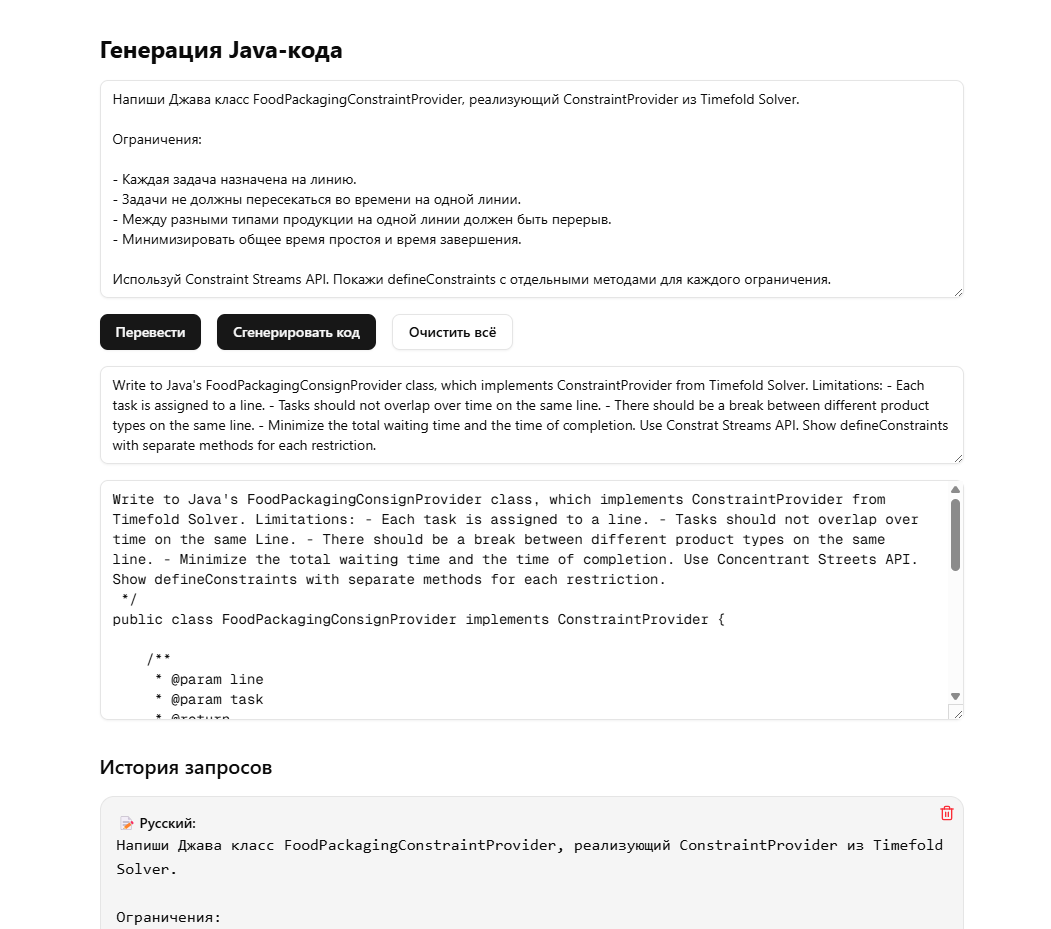 Генерация Java-кода
Напиши Джава класс FoodPackagingConstraintProvider, реализующий ConstraintProvider из Timefold Solver.
Ограничения:
- Каждая задача назначена на линию.
- Задачи не должны пересекаться во времени на одной линии.
- Между разными типами продукции на одной линии должен быть перерыв.
- Минимизировать общее время простоя и время завершения.
Используй Constraint Streams API. Покажи defineConstraints с отдельными методами для каждого ограничения.
Перевести
Сгенерировать код
Очистить всё
Write to Java's FoodPackagingConsignProvider class, which implements ConstraintProvider from Timefold Solver. Limitations: - Each
task is assigned to a line. - Tasks should not overlap over time on the same line. - There should be a break between different product
types on the same line. - Minimize the total waiting time and the time of completion. Use Constrat Streams API. Show defineConstraints
with separate methods for each restriction.
Write to Java's FoodPackagingConsignProvider class, which implements ConstraintProvider from
Timefold Solver. Limitations: - Each task is assigned to a line. - Tasks should not overlap over
time on the same Line. - There should be a break between different product types on the same
line. - Minimize the total waiting time and the time of completion. Use Concentrant Streets API.
Show defineConstraints with separate methods for each restriction.
*/
public class FoodPackagingConsignProvider implements ConstraintProvider {
/**
* @param line
* @param task
* @return
История запросов
Русский:
Напиши Джава класс FoodPackagingConstraintProvider, реализующий ConstraintProvider из Timefold
Solver.
Ограничения: